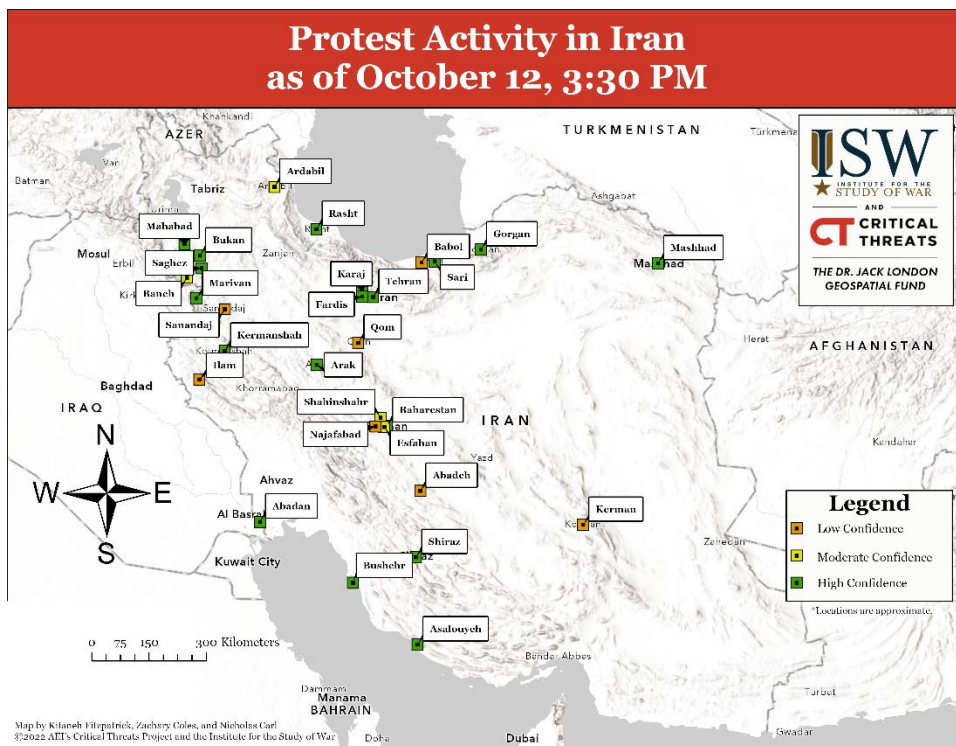 Protest Activity in Iran
as of October 12, 3:30 PM
Khankandi
AZER
TURKMENISTAN
Van
Batman
Tabriz
Ardabil
Ashgabat
ISW
INSTITUTE FOR THE
STUDY OF WAR
AND
CT CRITICAL
THREATS
THE DR. JACK LONDON
GEOSPATIAL FUND
Rasht
Mahabad
Bukan
Mosul
Erbil
Zanjan
Saghez
Baneh
Marivan
Babol
Gorgan
Sari
Mashhad
Karaj
Tehran
Fardis
Sanandaj
Qom
Kermanshah
Herat
AFGHANISTAN
Ilam
Arak
Baghdad
Khorramabad
IRAQ
Shahinshahr
Baharestan
IRAN
Najafabad
Esfahan
Kandahar
Yazd
N
W E
S
Ahvaz
Abadeh
Abadan
Kerman
Legend
Low Confidence
Moderate Confidence
High Confidence
*Locations are approximate.
Zahedan
Shiraz
Kuwait City
Bushehr
Asalouyeh
0 75 150 300 Kilometers
Bandar Abbas
Dammam
Manama
BAHRAIN
Turbat
Gwadar
Doha
Dubai
Map by Kitaneh Fitzpatrick, Zachary Coles, and Nicholas Carl
©2022 AEI's Critical Threats Project and the Institute for the Study of War